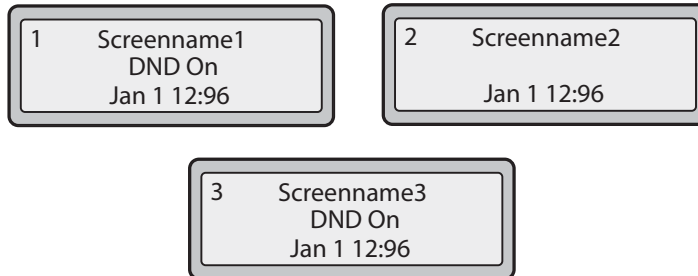 1 Screenname1
DND On
Jan 1 12:96
2 Screenname2
Jan 1 12:96
3 Screenname3
DND On
Jan 1 12:96